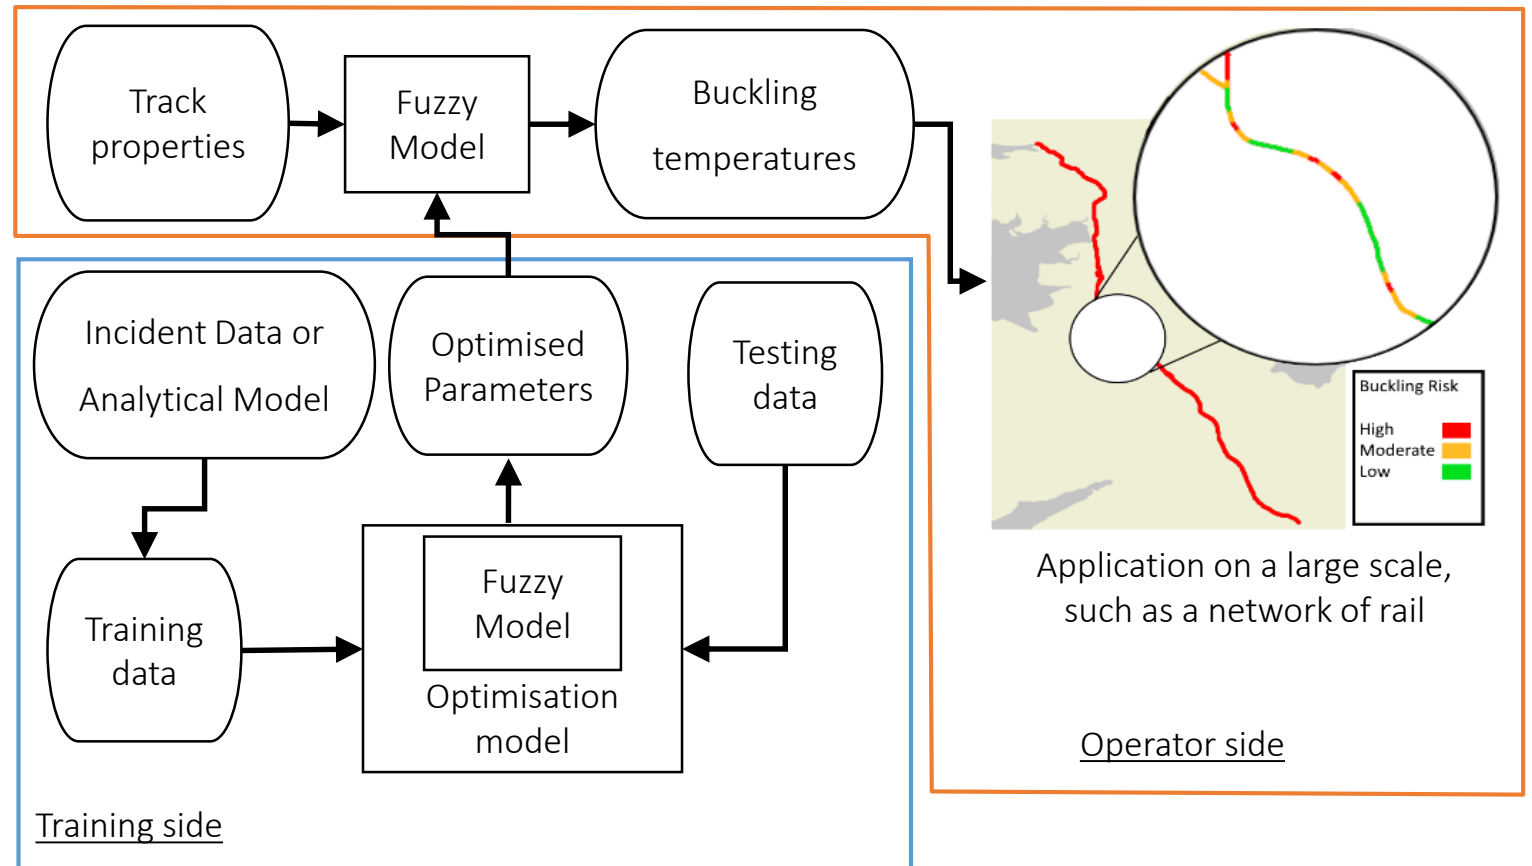 Track
properties
Fuzzy
Model
Buckling
temperatures
Incident Data or
Analytical Model
Optimised
Parameters
Testing
data
Training
data
Fuzzy
Model
Optimisation
model
Training side
Buckling Risk
High
Moderate
Low
Application on a large scale,
such as a network of rail
Operator side